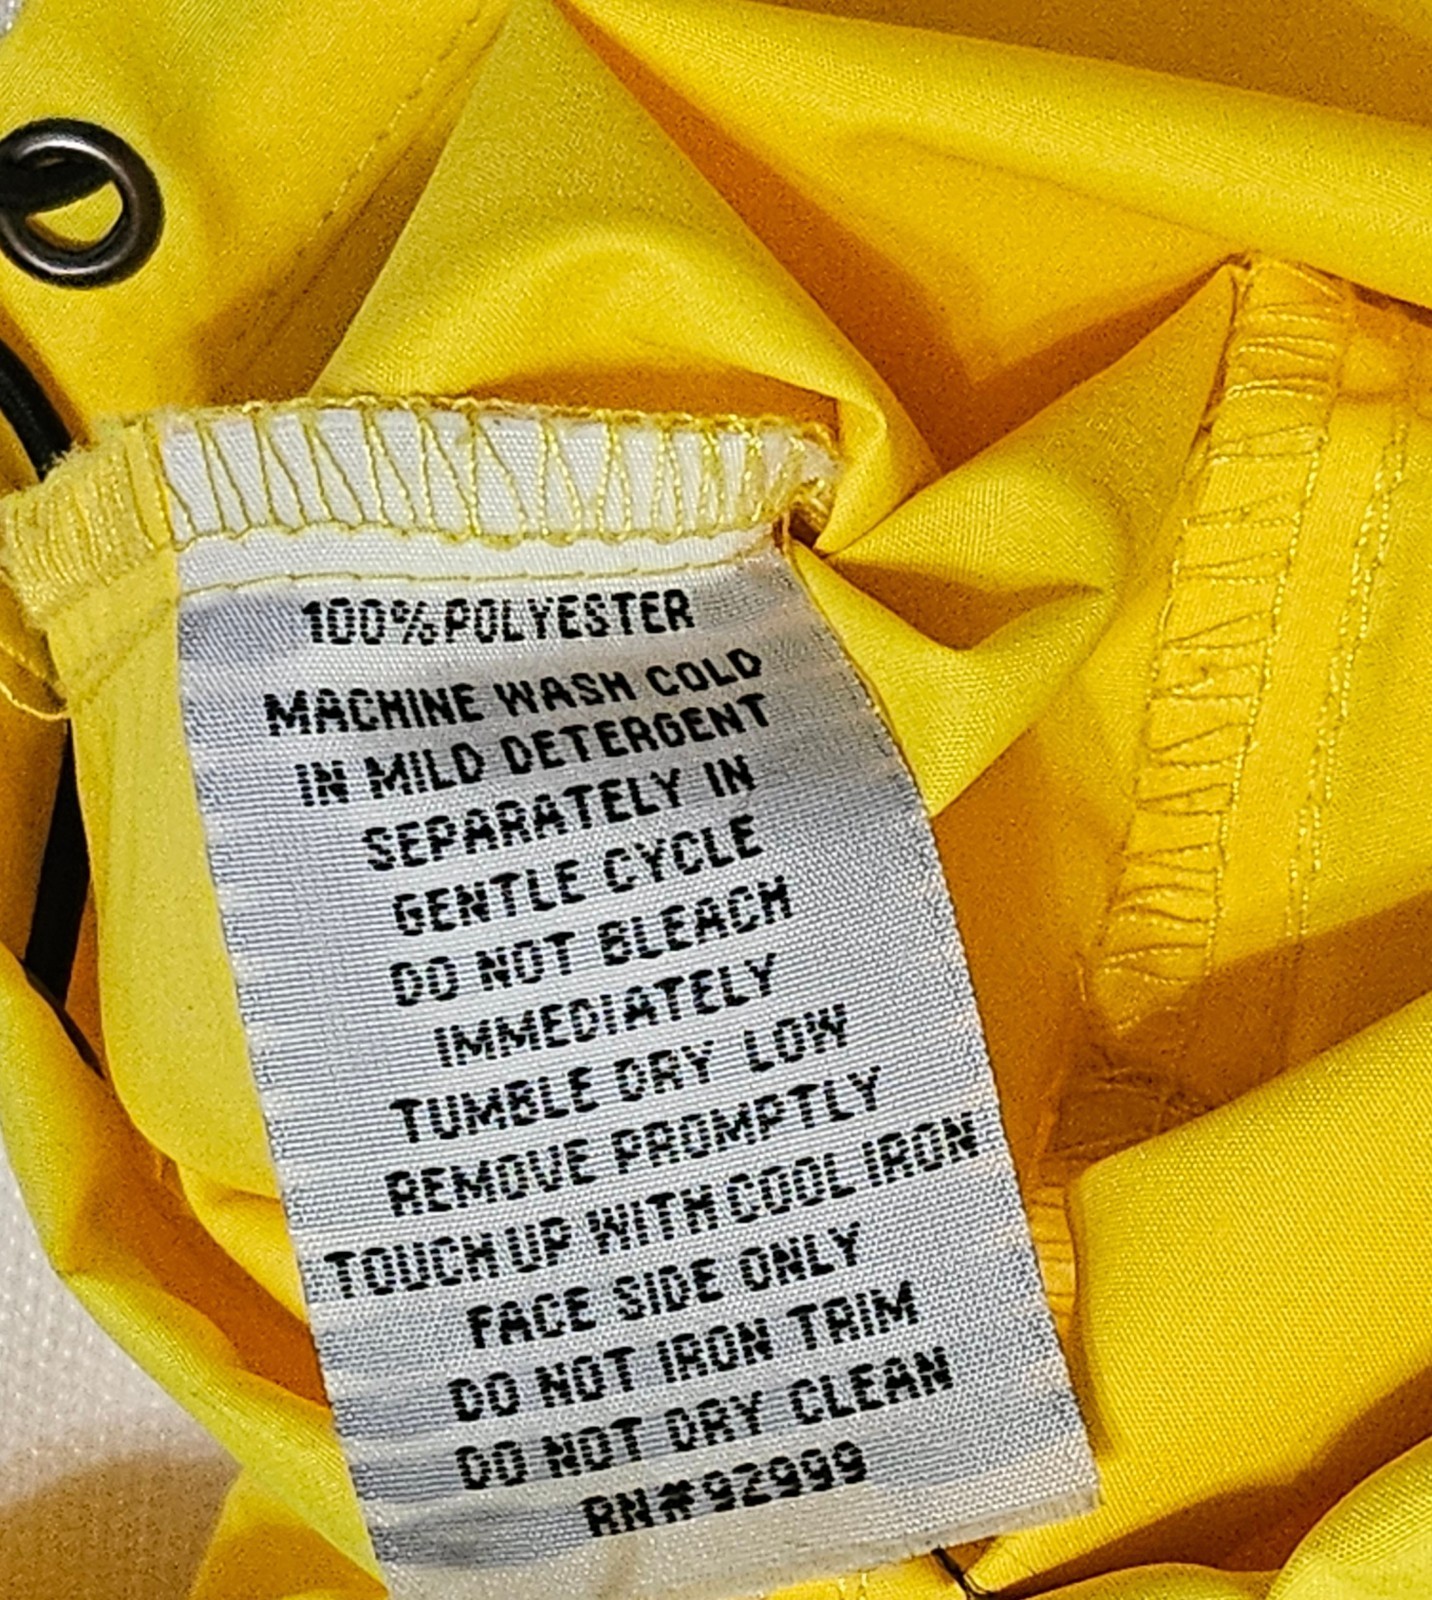 100% POLYESTER
MACHINE WASH COLD
IN MILD DETERGENT
SEPARATELY IN
GENTLE CYCLE
DO NOT BLEACH
IMMEDIATELY
TUMBLE DRY LOW
REMOVE PROMPTLY
TOUCH UP WITH COOL IRON
FACE SIDE ONLY
DO NOT IRON TRIM
DO NOT DRY CLEAN
RN#92999